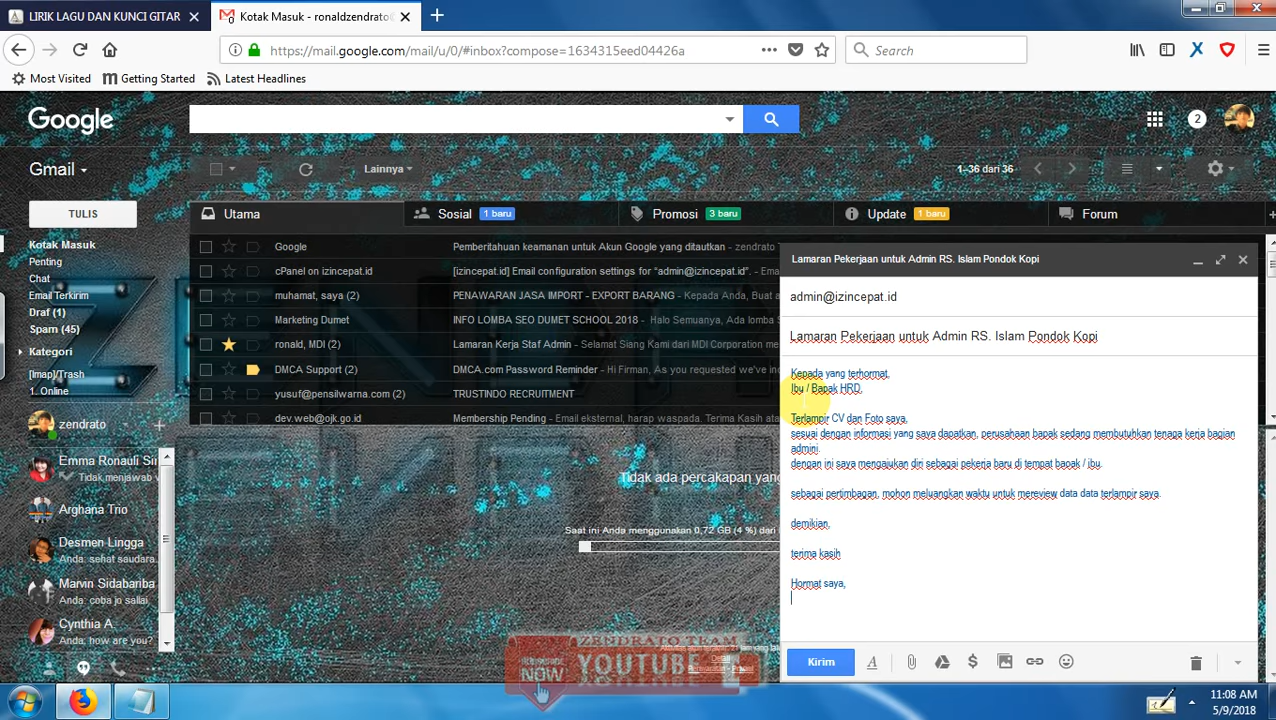 LIRIK LAGU DAN KUNCI GITAR
Kotak Masuk - ronaldzendrato@
https://mail.google.com/mail/u/0/#inbox?compose=1634315eed04426a
Search
Most Visited
Getting Started
Latest Headlines
Google
2
Gmail
Lainnya
1–36 dari 36
TULIS
Utama
Sosial
1 baru
Promosi
3 baru
Update
1 baru
Forum
Kotak Masuk
Penting
Chat
Email Terkirim
Draf (1)
Spam (45)
Kategori
[Imap]/Trash
1. Online
Google Pemberitahuan keamanan untuk Akun Google yang ditautkan - zendrato
cPanel on izincepat.id [izincepat.id] Email configuration settings for “admin@izincepat.id”. - Ema
muhamat, saya (2) PENAWARAN JASA IMPORT - EXPORT BARANG - Kepada Anda, Buat a
Marketing Dumet INFO LOMBA SEO DUMET SCHOOL 2018 - Halo Semuanya, Ada lomba S
ronald, MDI (2) Lamaran Kerja Staf Admin - Selamat Siang Kami dari MDI Corporation me
DMCA Support (2) DMCA.com Password Reminder - Hi Firman, As you requested we've inc
yusuf@pensilwarna.com (2) TRUSTINDO RECRUITMENT
dev.web@ojk.go.id Membership Pending - Email eksternal, harap waspada. Terima Kasih atau
zendrato
Emma Ronauli Sir
Tidak menjawab v
Arghana Trio
Desmen Lingga
Anda: sehat saudara
Marvin Sidabariba
Anda: coba jo sallai
Cynthia A.
Anda: how are you?
Tidak ada percakapan yang
Saat ini Anda menggunakan 0,72 GB (4 %) dari
Lamaran Pekerjaan untuk Admin RS. Islam Pondok Kopi
admin@izincepat.id
Lamaran Pekerjaan untuk Admin RS. Islam Pondok Kopi
Kepada yang terhormat,
Ibu / Bapak HRD,
Terlampir CV dan Foto saya,
sesuai dengan informasi yang saya dapatkan, perusahaan bapak sedang membutuhkan tenaga kerja bagian
admini.
dengan ini saya mengajukan diri sebagai pekerja baru di tempat bapak / ibu.
sebagai pertimbagan, mohon meluangkan waktu untuk mereview data data terlampir saya.
demikian,
terima kasih
Hormat saya,
Kirim
ZENDRATO TEAM
NOW
YOUTUBE
11:08 AM
5/9/2018